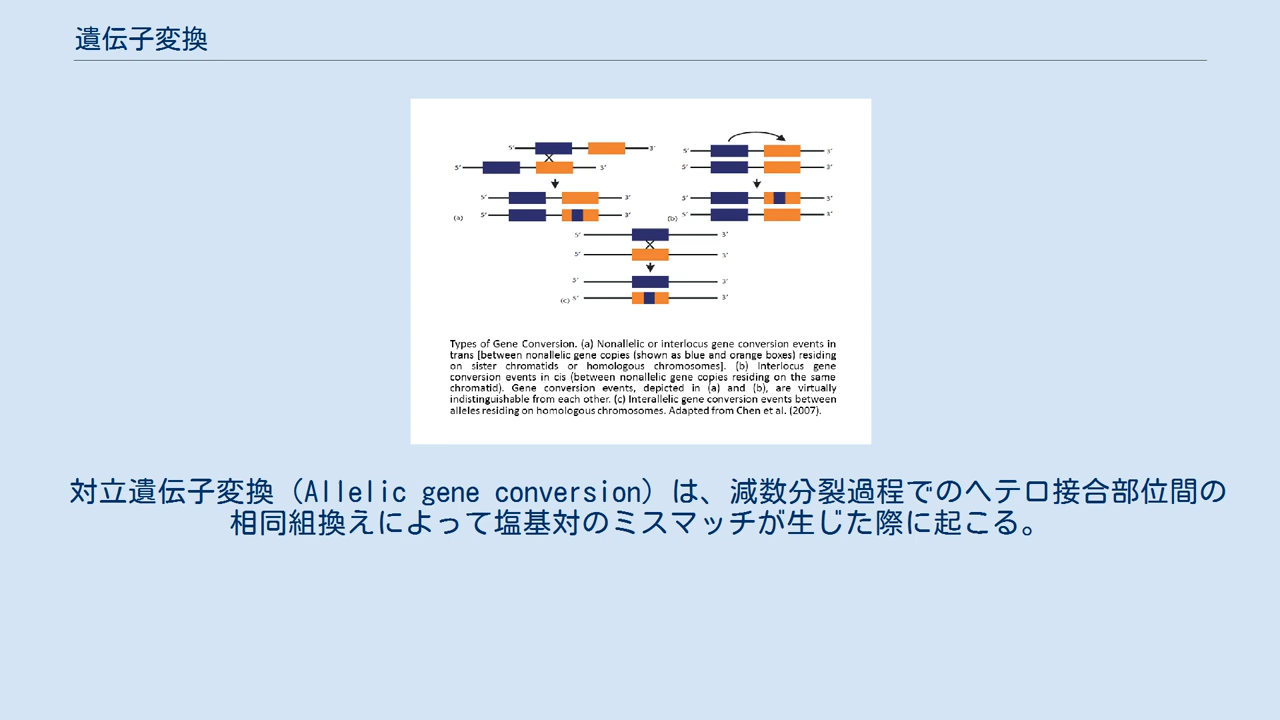 遺伝子変換
5' 3' 5' 3'
5' 3' 5' 3'
5' 3' 5' 3'
(a) 5' 3' (b) 5' 3'
5' 3'
5' 3'
5' 3'
(c) 5' 3'
Types of Gene Conversion. (a) Nonallelic or interlocus gene conversion events in
trans [between nonallelic gene copies (shown as blue and orange boxes) residing
on sister chromatids or homologous chromosomes]. (b) Interlocus gene
conversion events in cis (between nonallelic gene copies residing on the same
chromatid). Gene conversion events, depicted in (a) and (b), are virtually
indistinguishable from each other. (c) Interallelic gene conversion events between
alleles residing on homologous chromosomes. Adapted from Chen et al. (2007).
対立遺伝子変換（Allelic gene conversion）は、減数分裂過程でのヘテロ接合部位間の
相同組換えによって塩基対のミスマッチが生じた際に起こる。